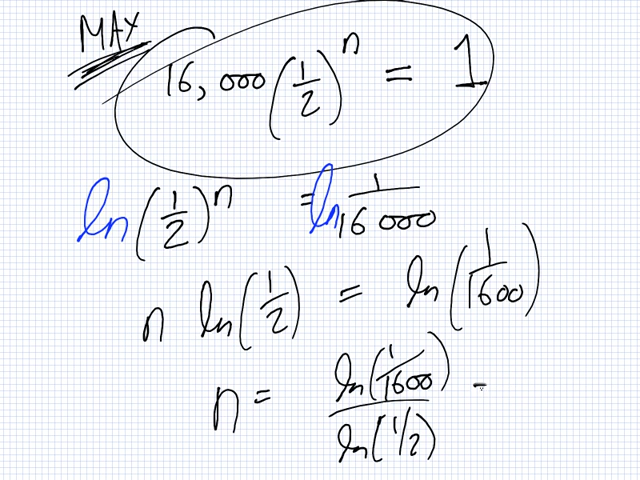 MAX
16,000 (1/2)^n = 1
ln (1/2)^n = ln 1/16000
n ln (1/2) = ln (1/1600)
n = ln (1/1600) / ln (1/2) -